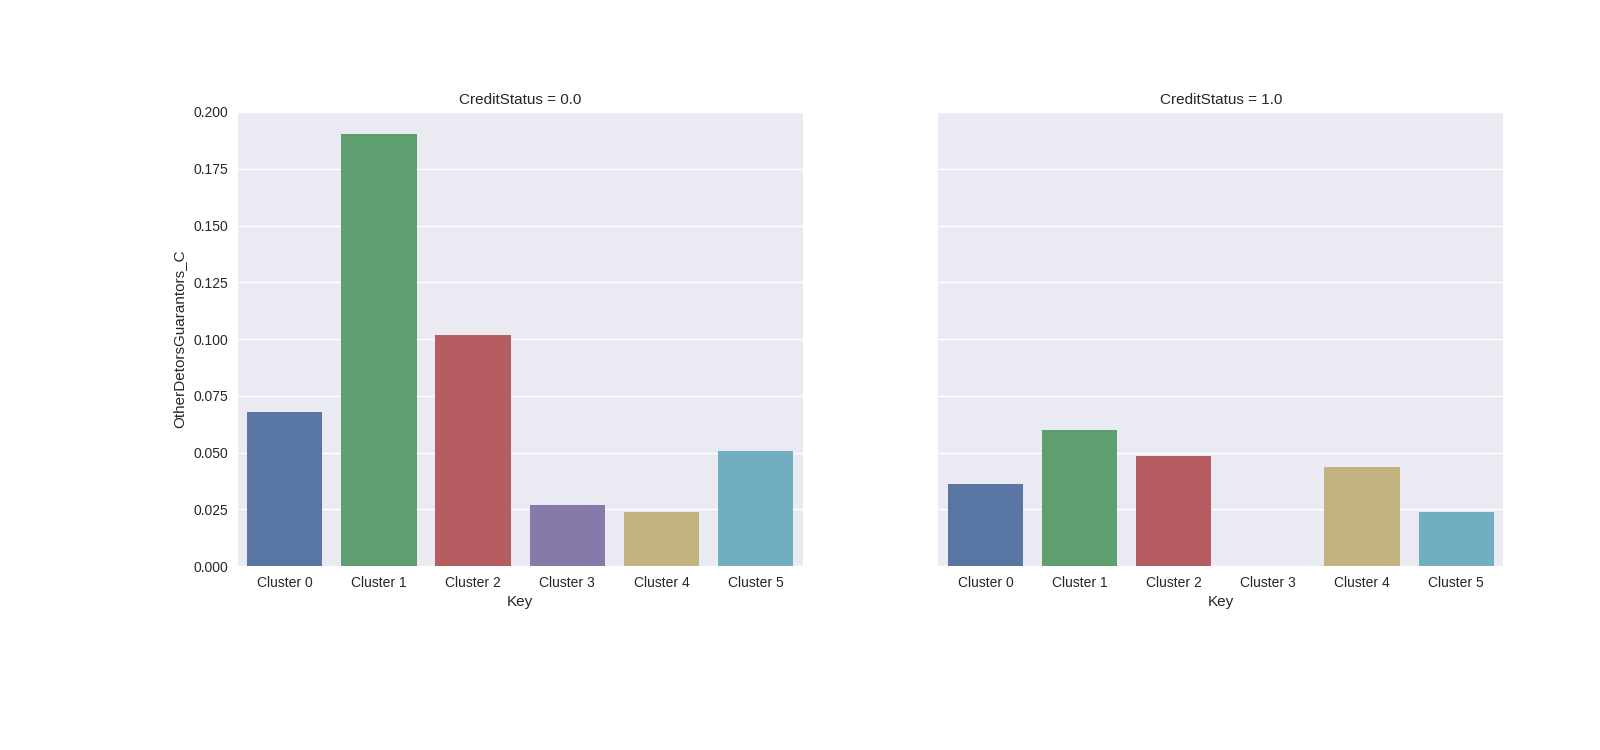 CreditStatus = 0.0
CreditStatus = 1.0
0.200
0.175
0.150
0.125
0.100
0.075
0.050
0.025
0.000
OtherDetorsGuarantors_C
Cluster 0 Cluster 1 Cluster 2 Cluster 3 Cluster 4 Cluster 5
Key
Cluster 0 Cluster 1 Cluster 2 Cluster 3 Cluster 4 Cluster 5
Key